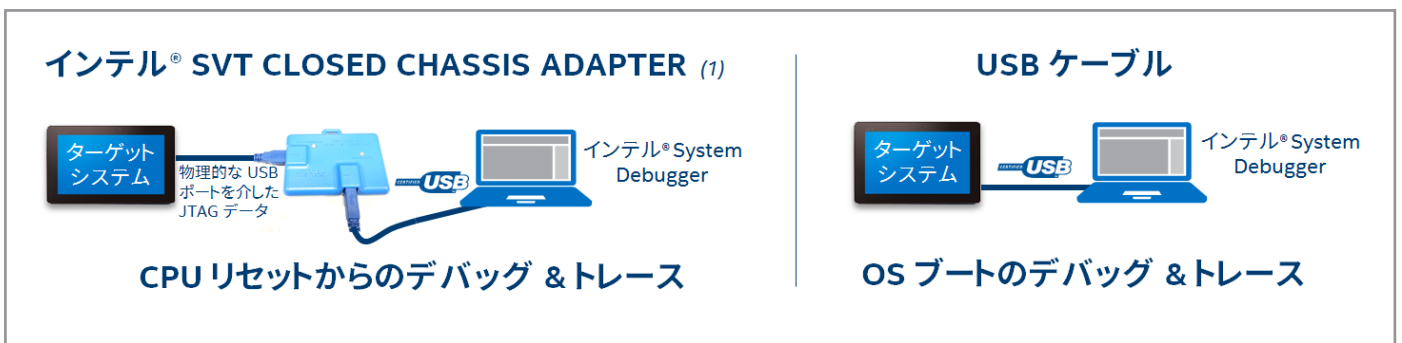 インテル® SVT CLOSED CHASSIS ADAPTER (1)
ターゲット
システム
物理的な USB
ポートを介した
JTAG データ
CERTIFIED USB
インテル® System
Debugger
CPU リセットからのデバッグ & トレース
USB ケーブル
ターゲット
システム
CERTIFIED USB
インテル® System
Debugger
OS ブートのデバッグ & トレース